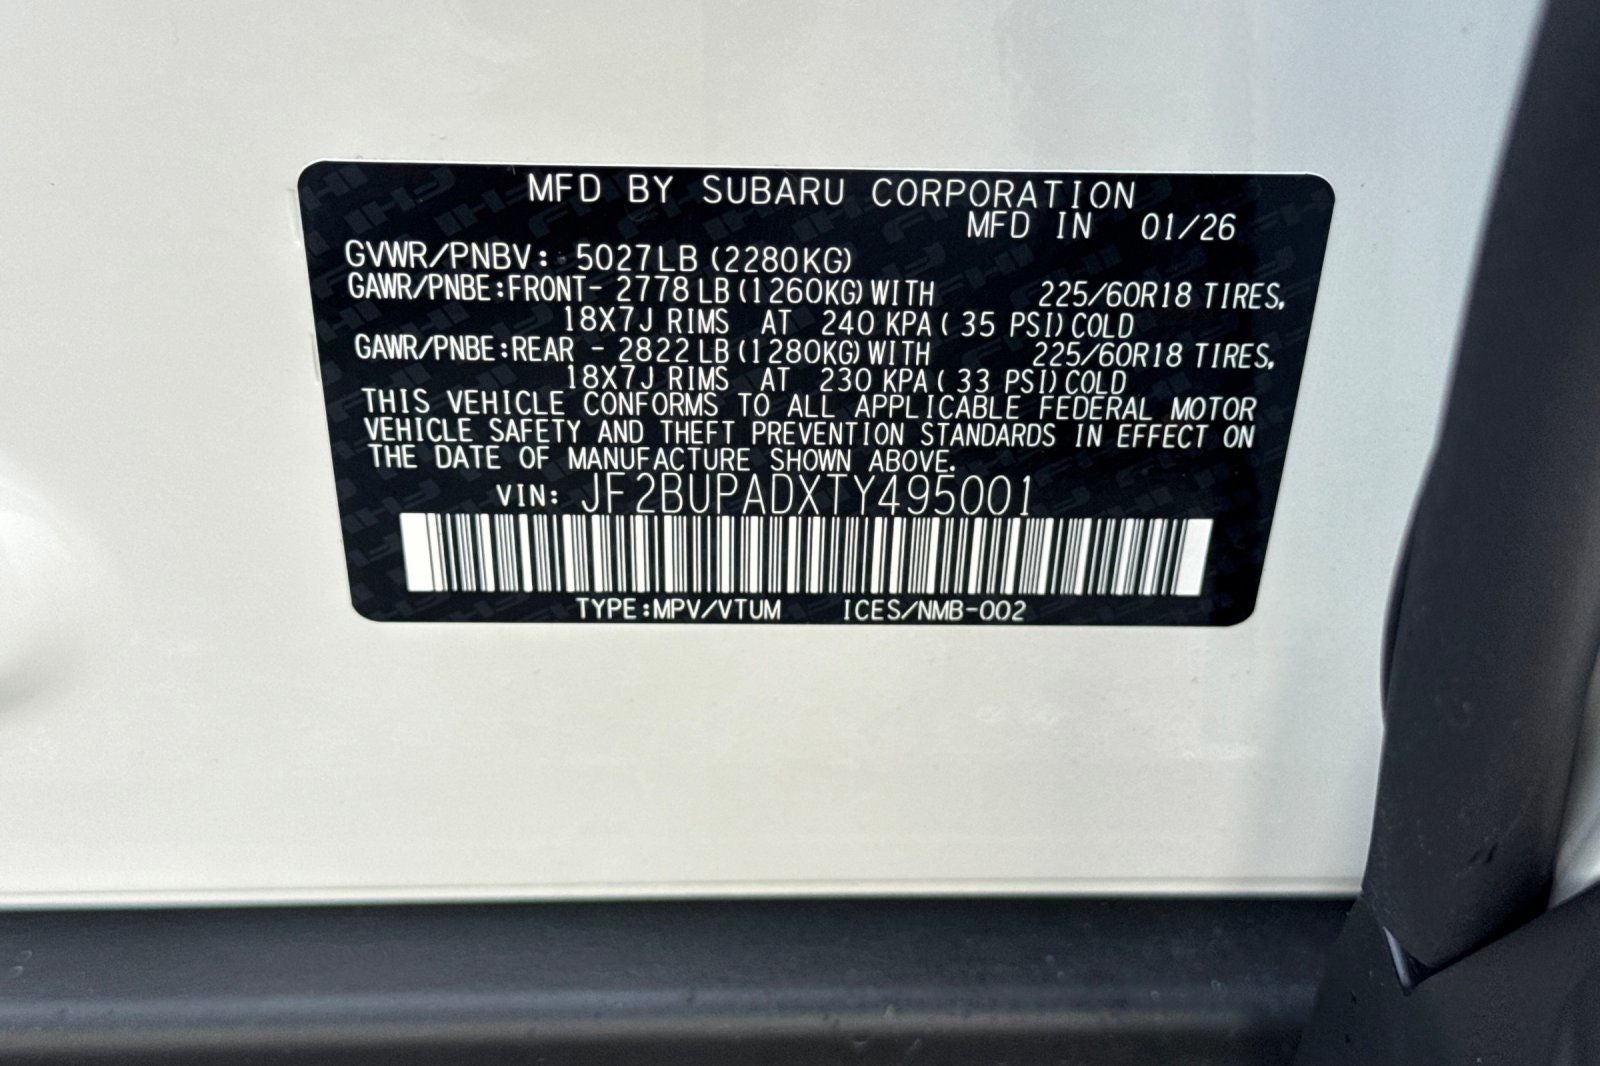 MFD BY SUBARU CORPORATION
MFD IN 01/26
GVWR/PNBV: 5027LB (2280KG)
GAWR/PNBE:FRONT- 2778 LB (1260KG) WITH 225/60R18 TIRES,
18X7J RIMS AT 240 KPA ( 35 PSI) COLD
GAWR/PNBE:REAR - 2822 LB (1280KG) WITH 225/60R18 TIRES,
18X7J RIMS AT 230 KPA ( 33 PSI) COLD
THIS VEHICLE CONFORMS TO ALL APPLICABLE FEDERAL MOTOR
VEHICLE SAFETY AND THEFT PREVENTION STANDARDS IN EFFECT ON
THE DATE OF MANUFACTURE SHOWN ABOVE.
VIN: JF2BUPADXTY495001
TYPE:MPV/VTUM ICES/NMB-002